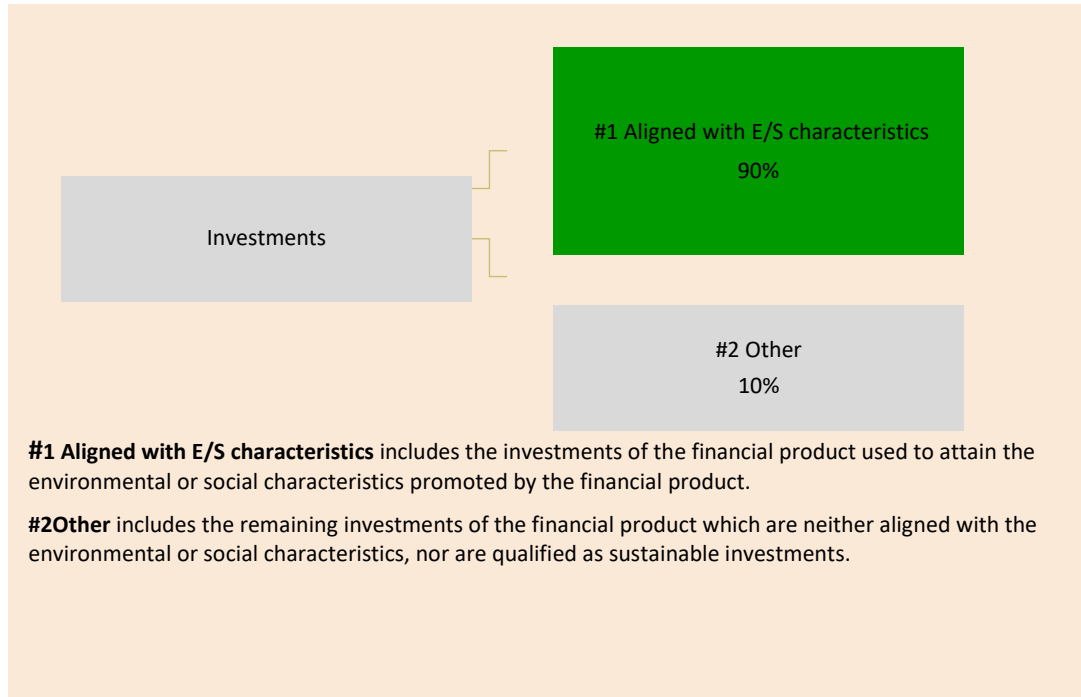 #1 Aligned with E/S characteristics
90%
Investments
#2 Other
10%
#1 Aligned with E/S characteristics includes the investments of the financial product used to attain the
environmental or social characteristics promoted by the financial product.
#2Other includes the remaining investments of the financial product which are neither aligned with the
environmental or social characteristics, nor are qualified as sustainable investments.